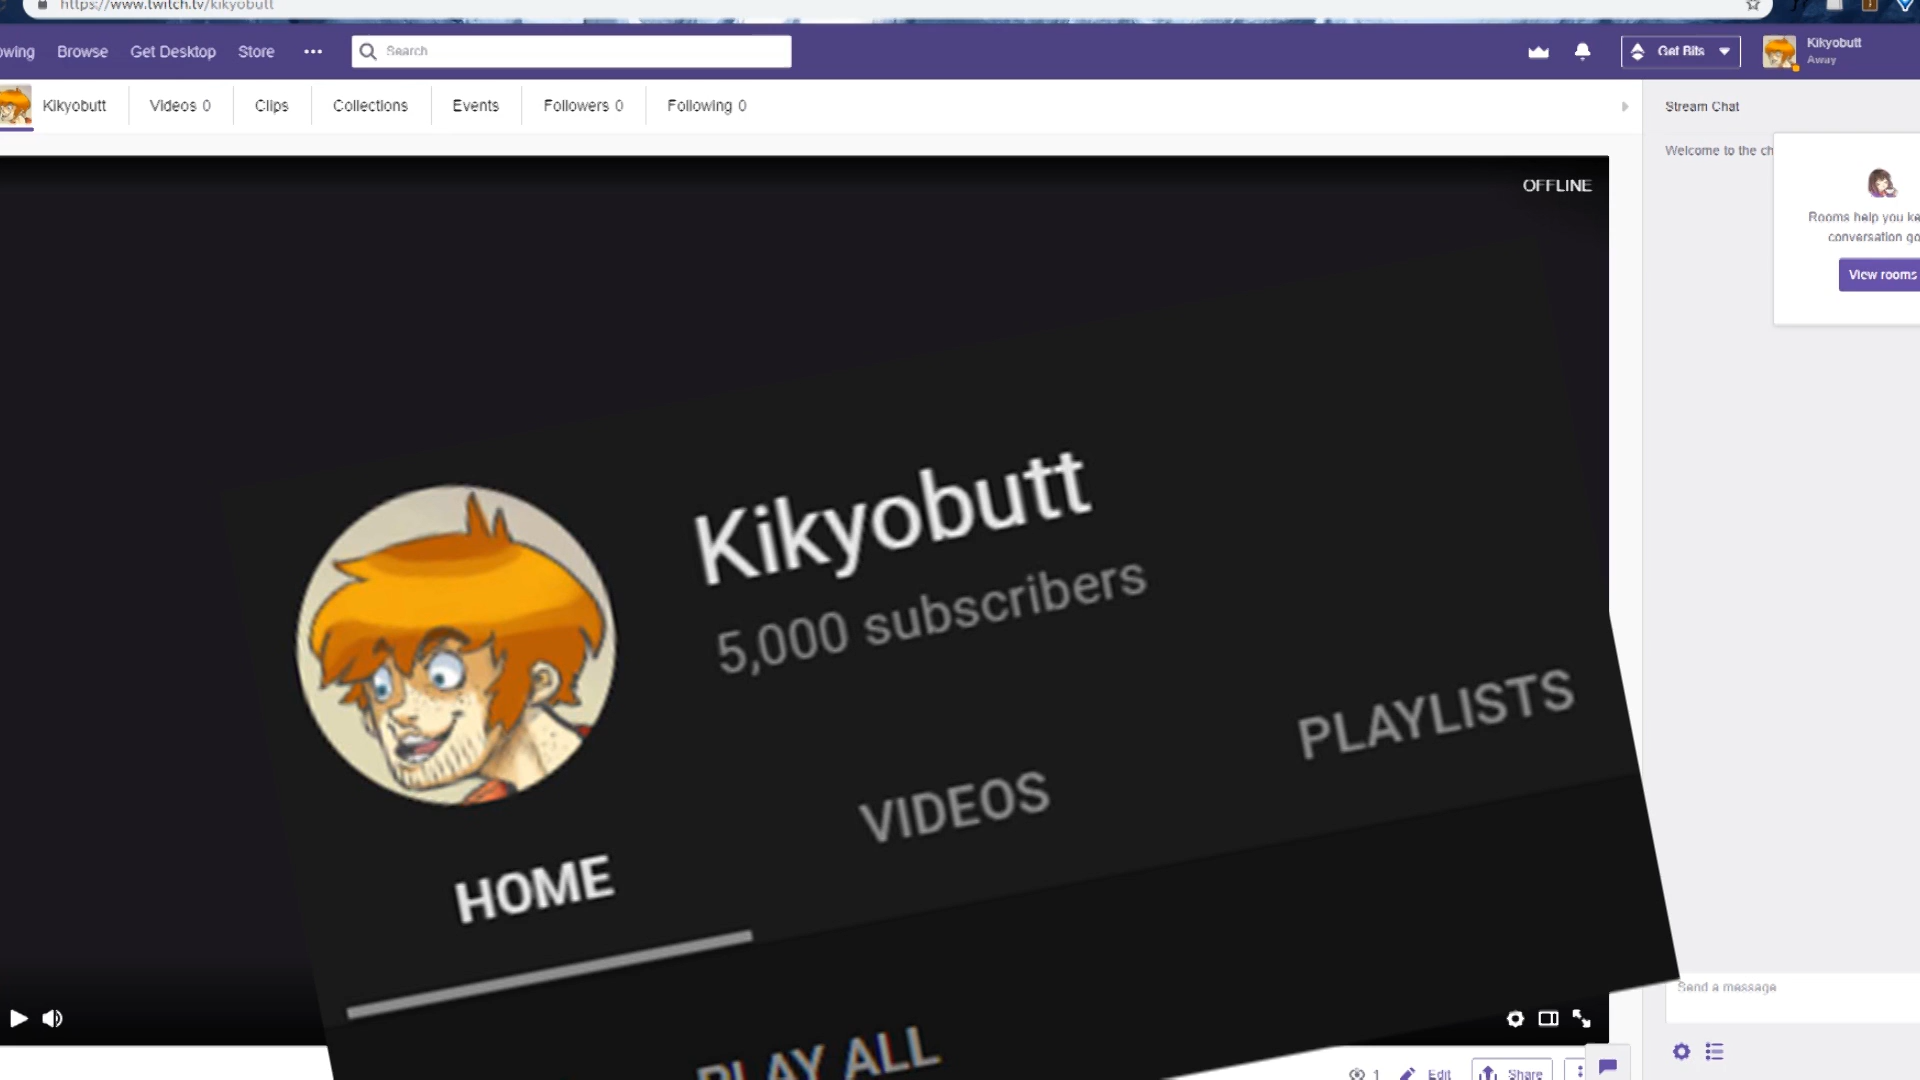 https://www.twitch.tv/kikyobutt
owing Browse Get Desktop Store ••• Search Get Bits Kikyobutt
Away
Kikyobutt Videos 0 Clips Collections Events Followers 0 Following 0 Stream Chat
Welcome to the ch
OFFLINE
Rooms help you ke
conversation go
View rooms
Kikyobutt
5,000 subscribers
HOME VIDEOS PLAYLISTS
PLAY ALL
Send a message
1 Edit Share